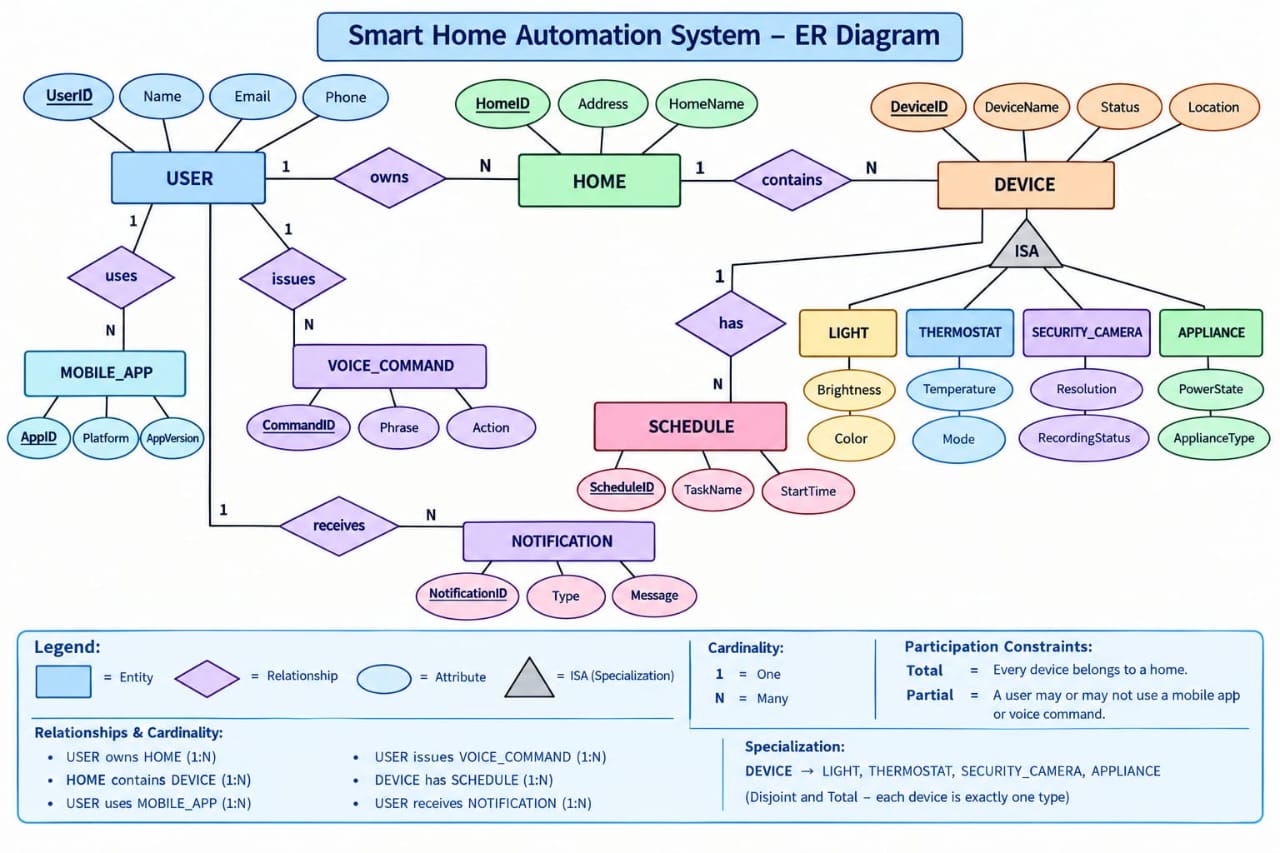 Smart Home Automation System – ER Diagram
UserID
Name
Email
Phone
HomeID
Address
HomeName
DeviceID
DeviceName
Status
Location
USER
1
owns
N
HOME
1
contains
N
DEVICE
1
uses
N
1
issues
N
1
has
N
ISA
LIGHT
THERMOSTAT
SECURITY_CAMERA
APPLIANCE
Brightness
Temperature
Resolution
PowerState
Color
Mode
RecordingStatus
ApplianceType
MOBILE_APP
AppID
Platform
AppVersion
VOICE_COMMAND
CommandID
Phrase
Action
SCHEDULE
ScheduleID
TaskName
StartTime
1
receives
N
NOTIFICATION
NotificationID
Type
Message
Legend:
= Entity
= Relationship
= Attribute
= ISA (Specialization)
Cardinality:
1 = One
N = Many
Participation Constraints:
Total = Every device belongs to a home.
Partial = A user may or may not use a mobile app
or voice command.
Relationships & Cardinality:
• USER owns HOME (1:N)
• HOME contains DEVICE (1:N)
• USER uses MOBILE_APP (1:N)
• USER issues VOICE_COMMAND (1:N)
• DEVICE has SCHEDULE (1:N)
• USER receives NOTIFICATION (1:N)
Specialization:
DEVICE → LIGHT, THERMOSTAT, SECURITY_CAMERA, APPLIANCE
(Disjoint and Total – each device is exactly one type)